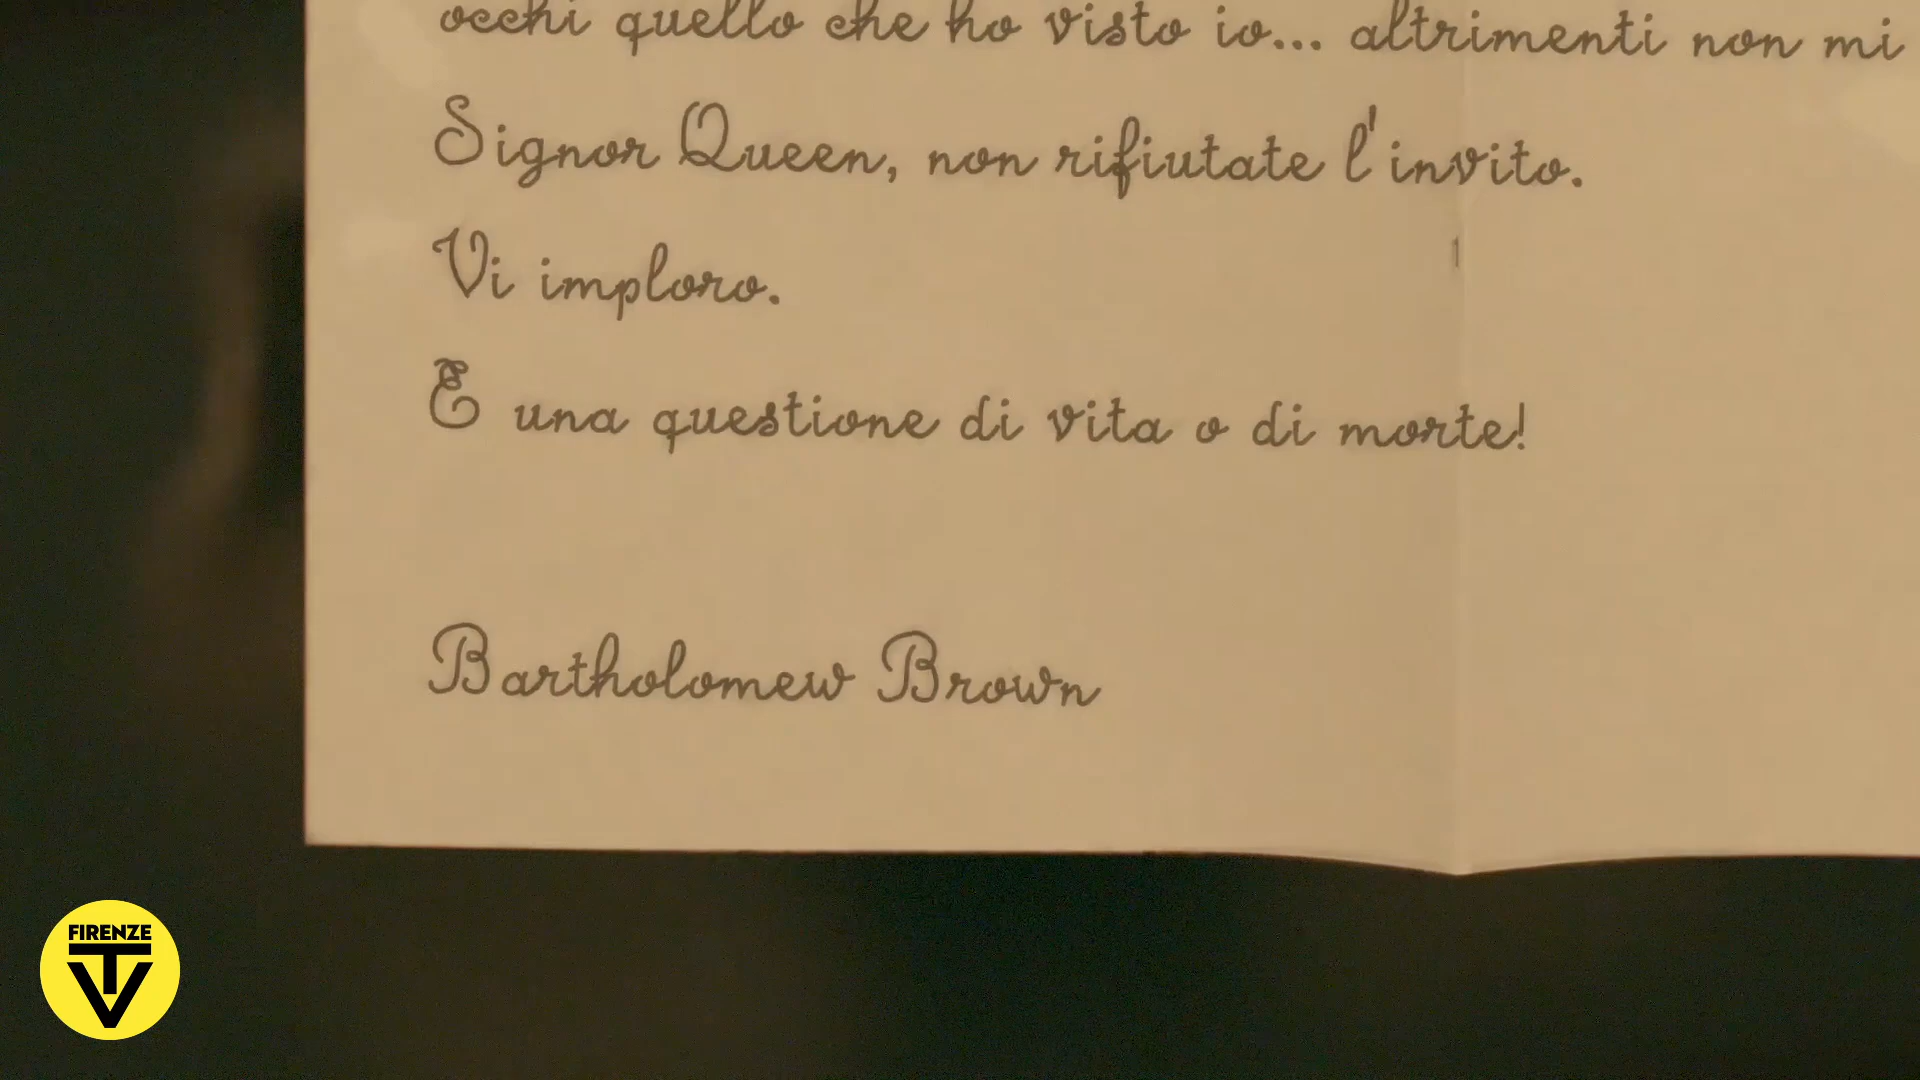 occhi quello che ho visto io... altrimenti non mi
Signor Queen, non rifiutate l'invito.
Vi imploro.
E una questione di vita o di morte!
Bartholomew Brown
FIRENZE
TV